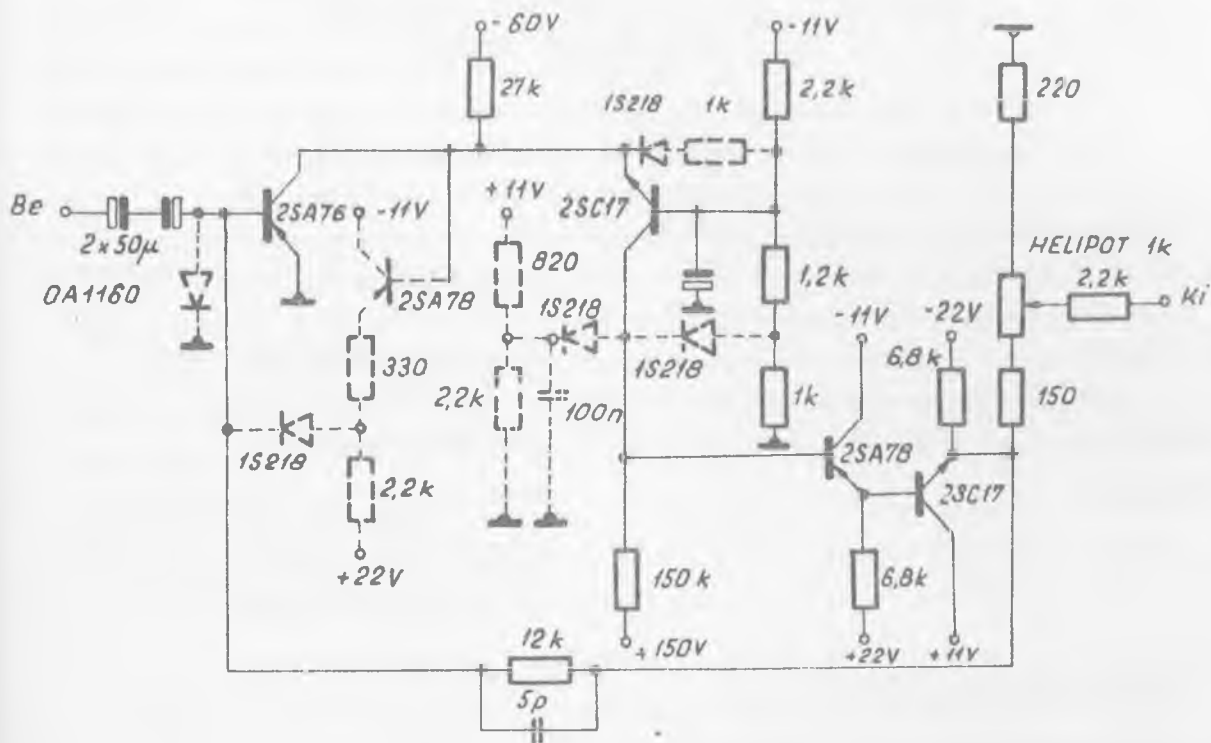 - 60V
-11V
27k
2,2k
220
1S218
1k
Be
2SA76
-11V
+11V
2SC17
2×50µ
HELIPOT 1k
820
1,2k
2,2k
OA1160
2SA78
1S218
-11V
-22V
Ki
330
1S218
6,8k
2,2k
100n
1k
150
1S218
2SA78
2,2k
2SC17
+22V
150k
6,8k
12k
+150V
+22V
+11V
5p